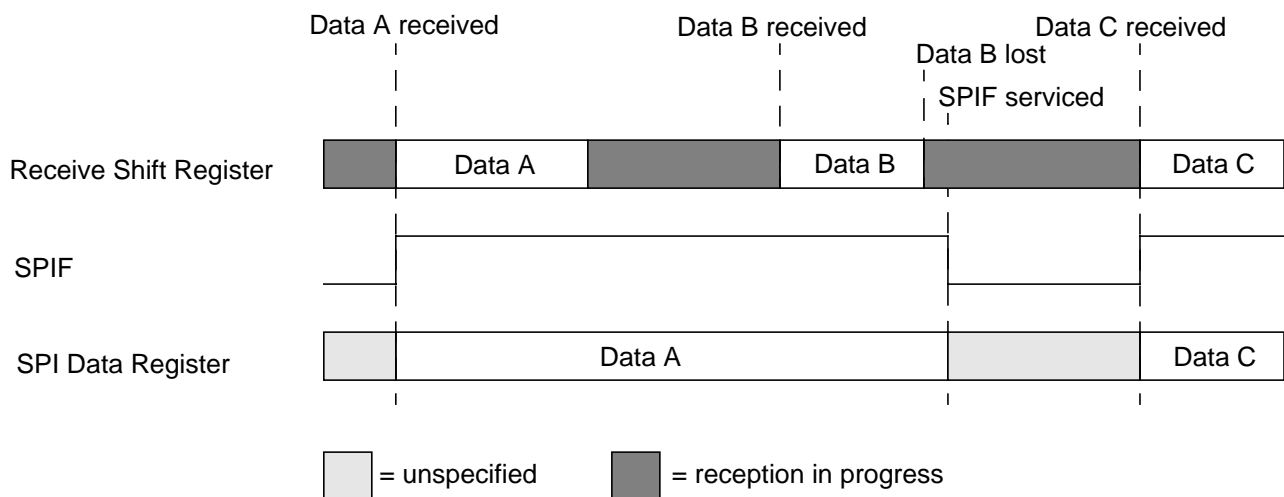 Data A received
Data B received
Data C received
Data B lost
SPIF serviced
Receive Shift Register
Data A
Data B
Data C
SPIF
SPI Data Register
Data A
Data C
= unspecified
= reception in progress